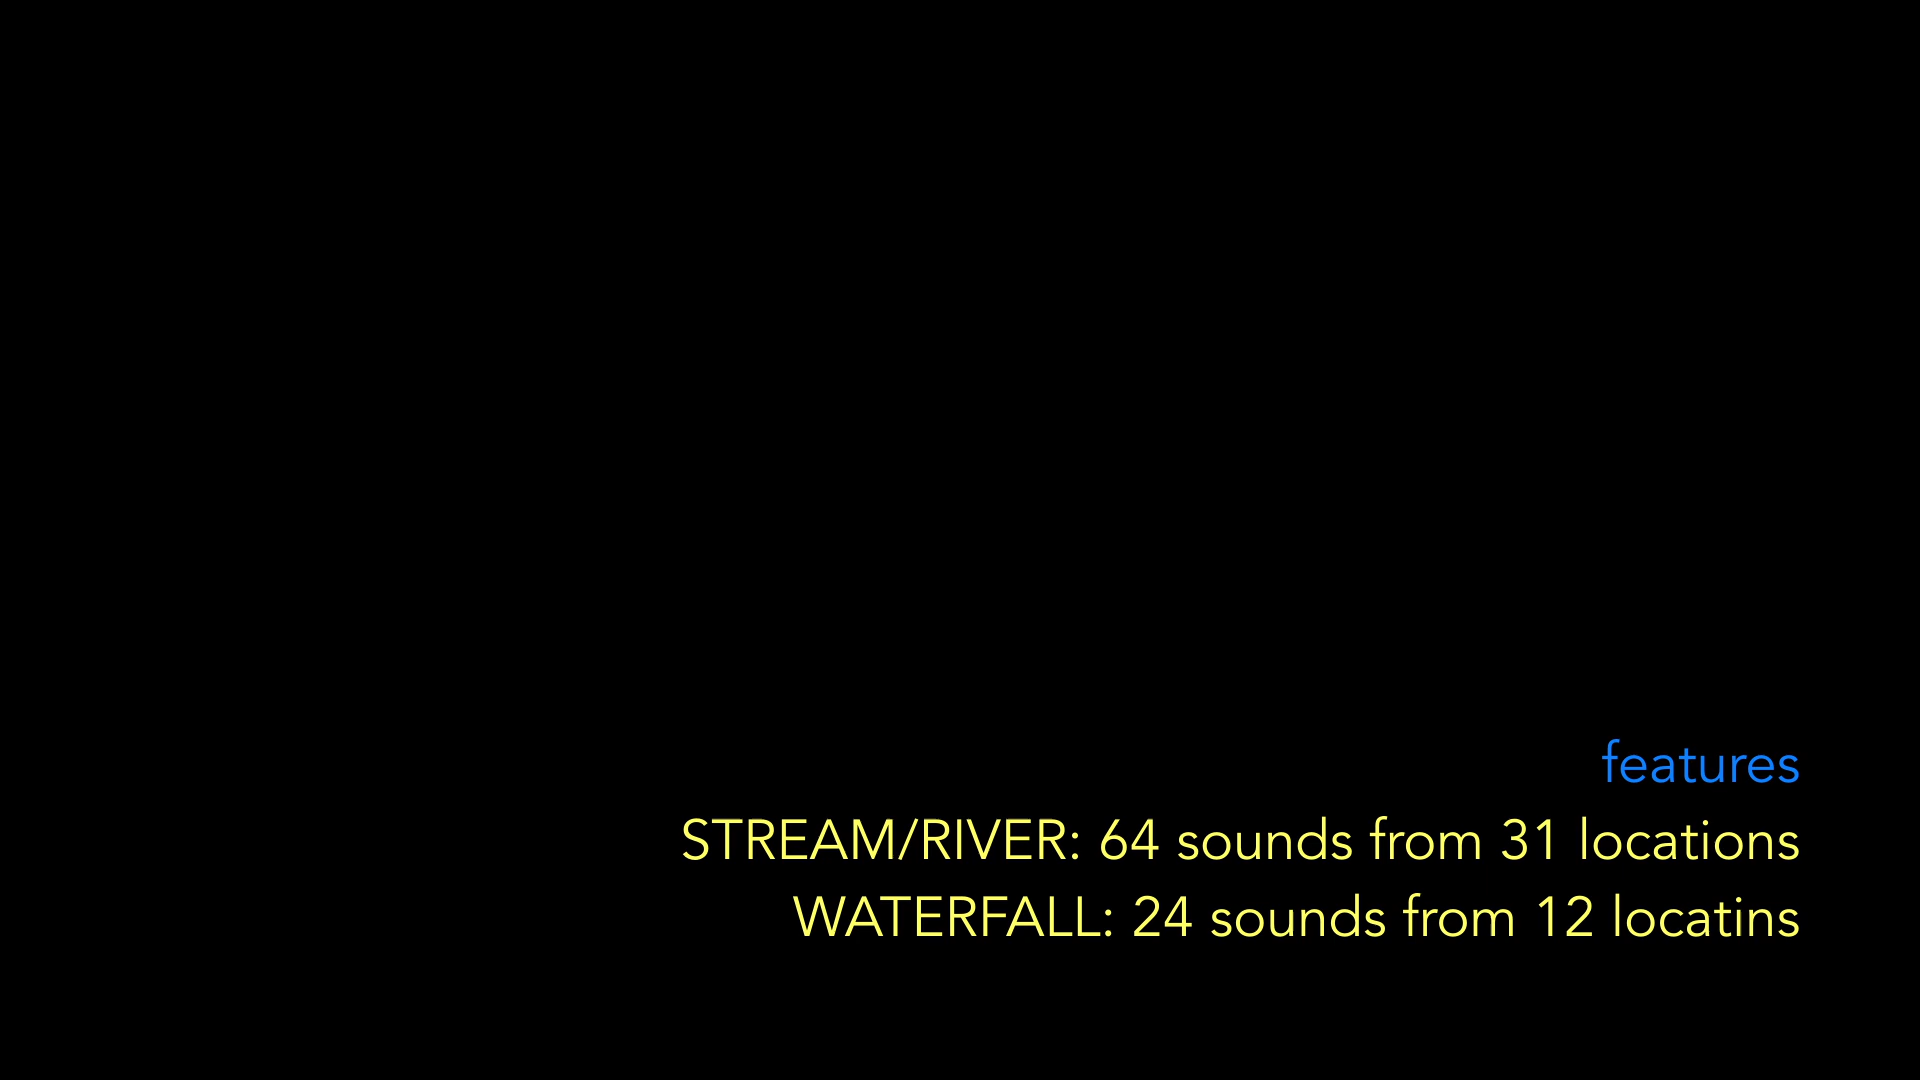 features
STREAM/RIVER: 64 sounds from 31 locations
WATERFALL: 24 sounds from 12 locatins